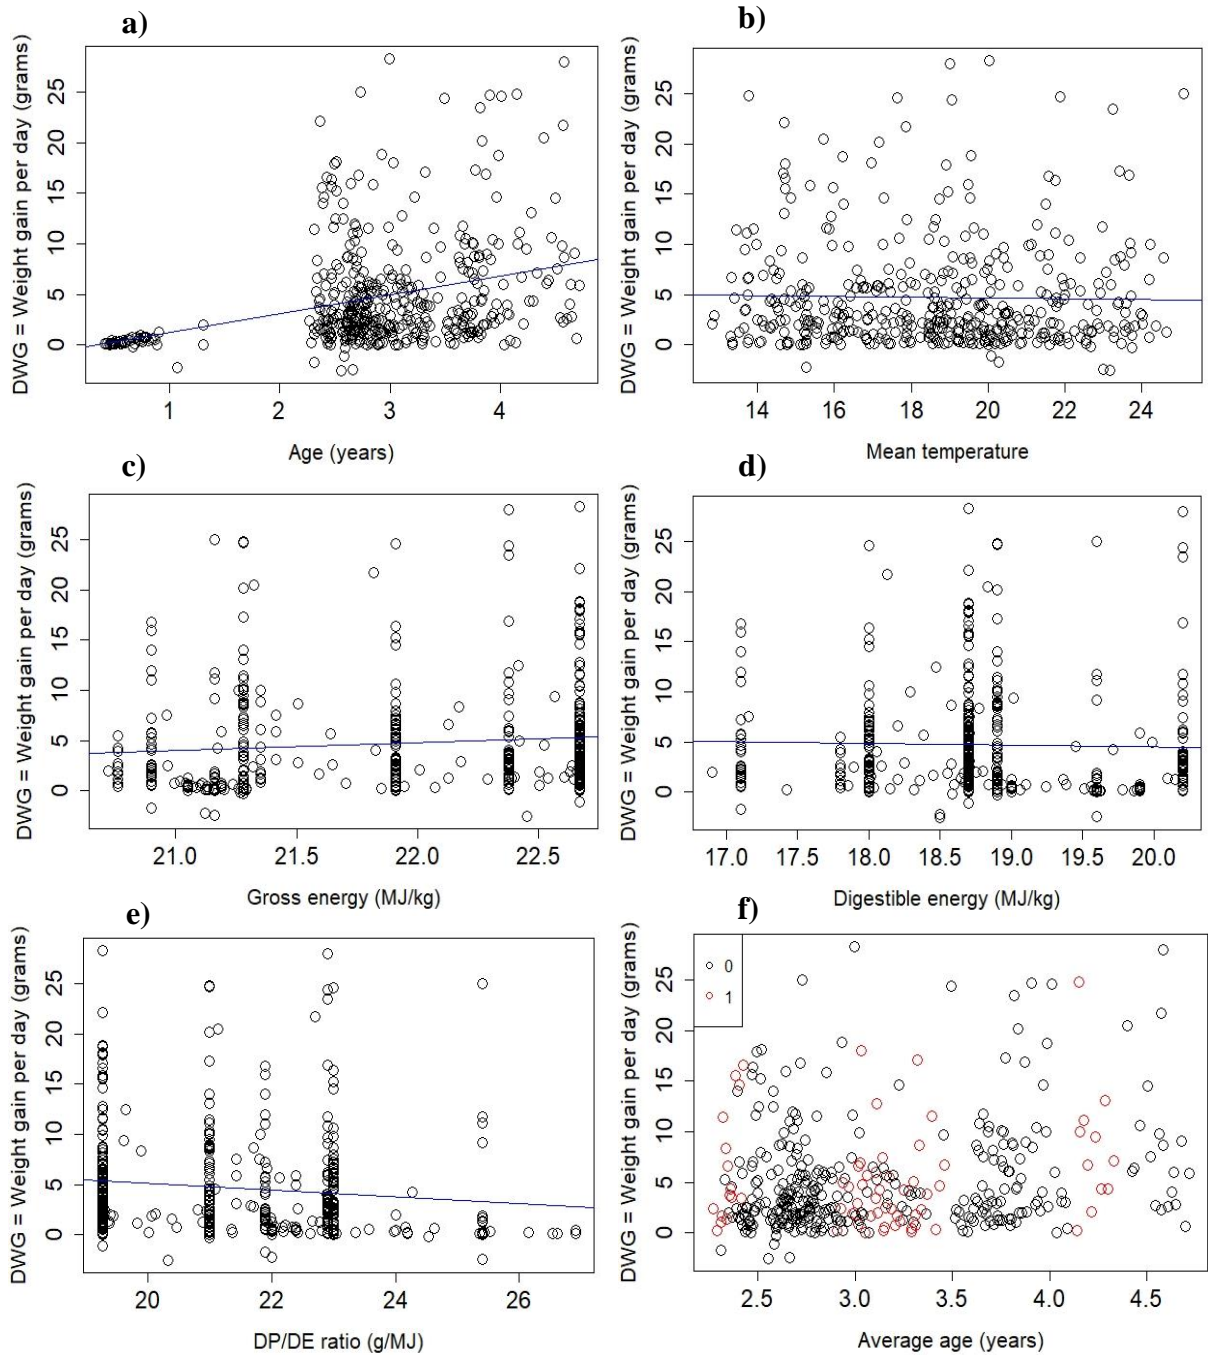 a)
DWG = Weight gain per day (grams)
0 5 10 15 20 25
1 2 3 4
Age (years)
b)
DWG = Weight gain per day (grams)
0 5 10 15 20 25
14 16 18 20 22 24
Mean temperature
c)
DWG = Weight gain per day (grams)
0 5 10 15 20 25
21.0 21.5 22.0 22.5
Gross energy (MJ/kg)
d)
DWG = Weight gain per day (grams)
0 5 10 15 20 25
17.0 17.5 18.0 18.5 19.0 19.5 20.0
Digestible energy (MJ/kg)
e)
DWG = Weight gain per day (grams)
0 5 10 15 20 25
20 22 24 26
DP/DE ratio (g/MJ)
f)
DWG = Weight gain per day (grams)
0 5 10 15 20 25
0
1
2.5 3.0 3.5 4.0 4.5
Average age (years)